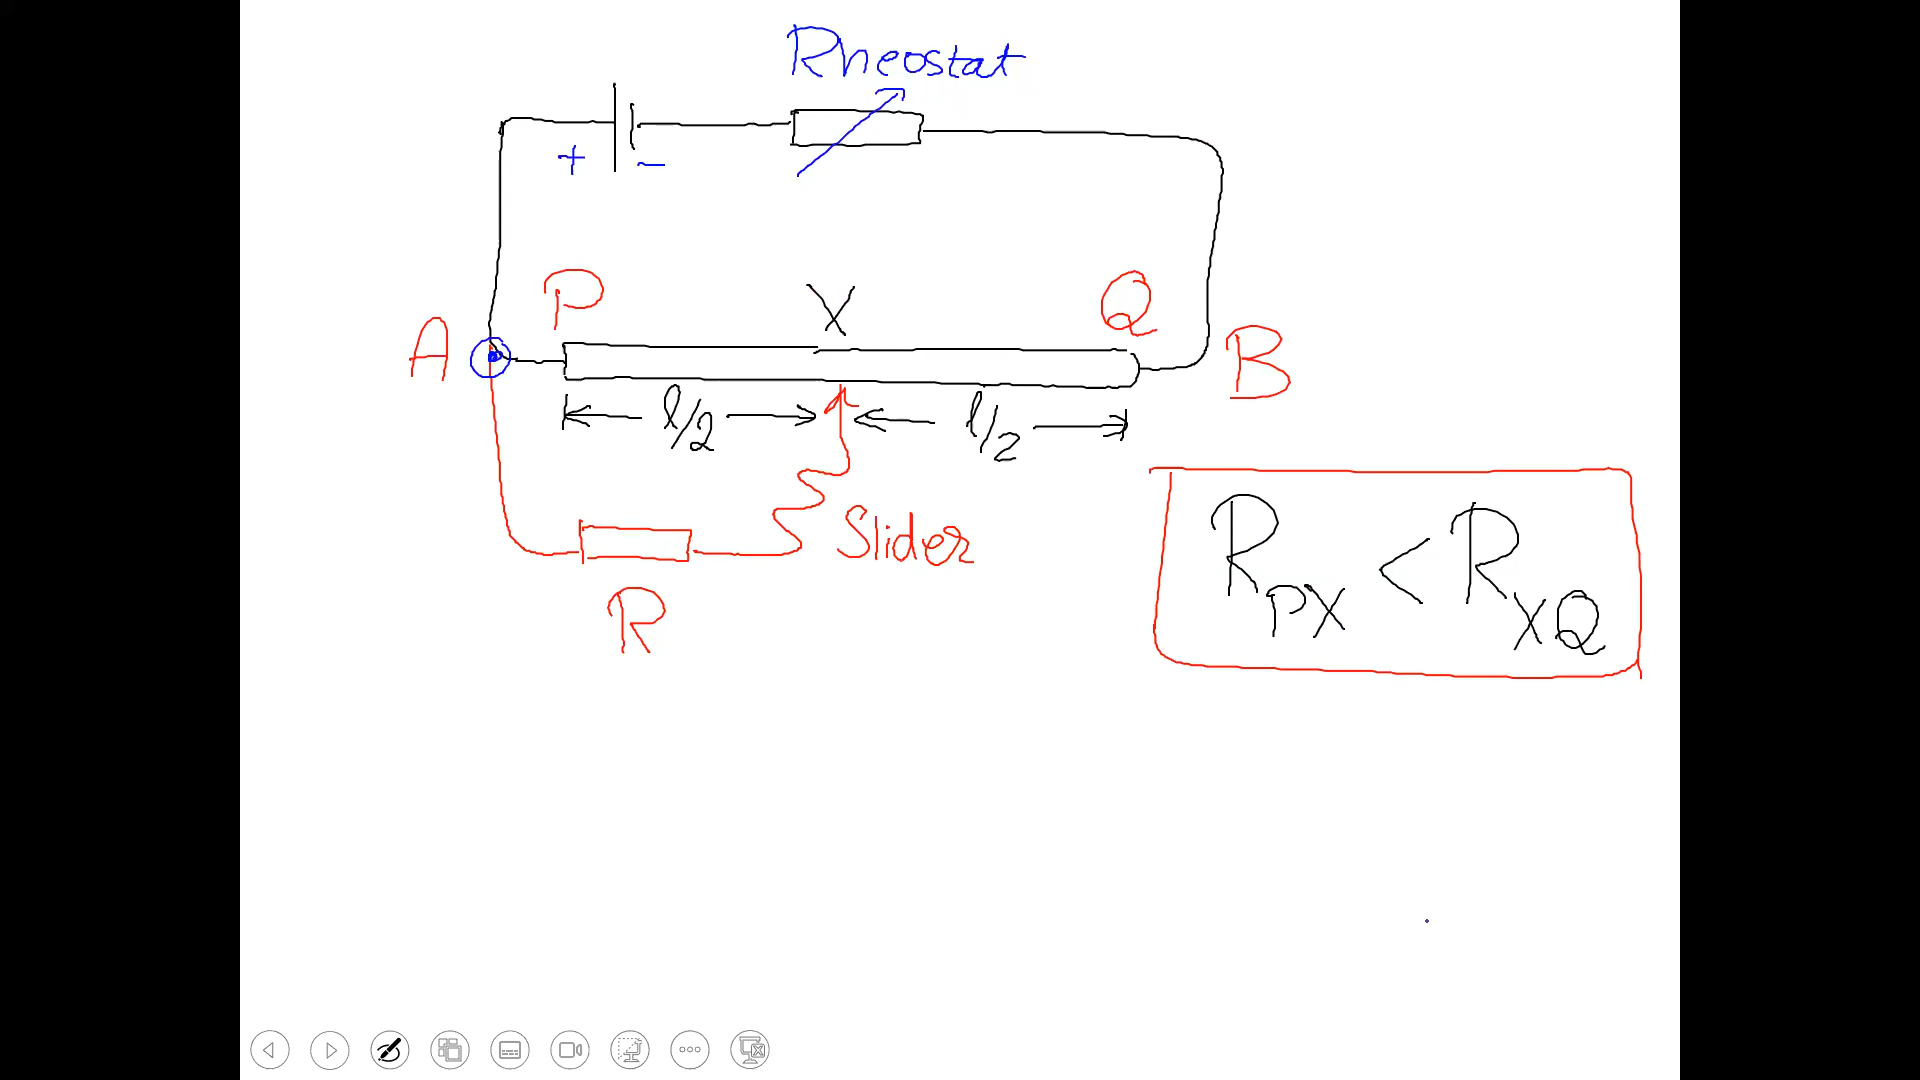 Rheostat
+ -
P X Q
A B
l/2 l/2
Slider
R
R_PX < R_XQ